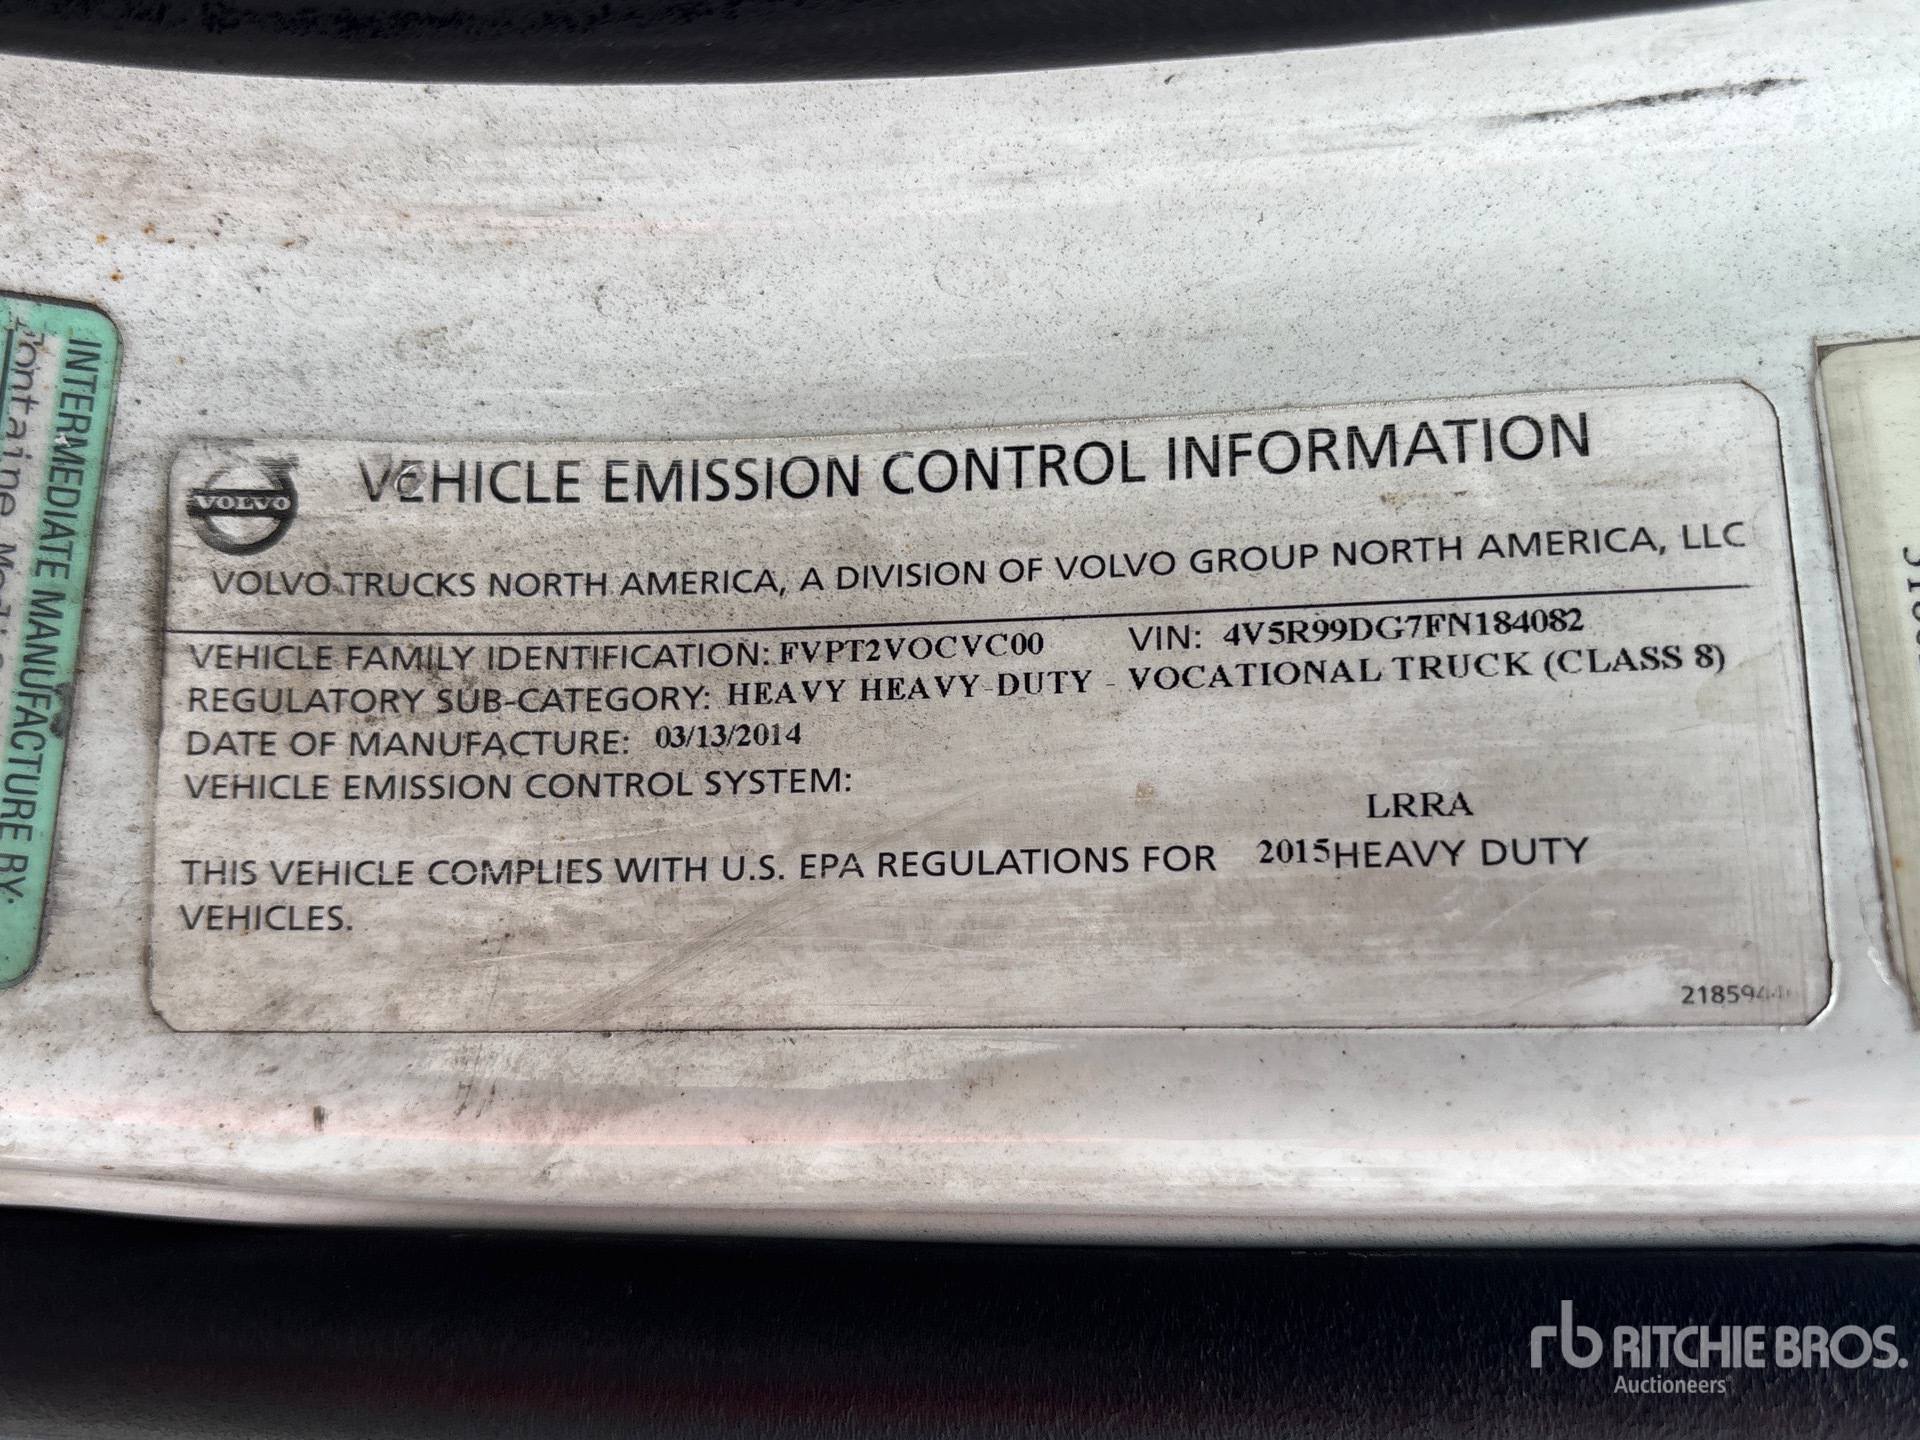 INTERMEDIATE MANUFACTURE BY:
VOLVO
VEHICLE EMISSION CONTROL INFORMATION
VOLVO TRUCKS NORTH AMERICA, A DIVISION OF VOLVO GROUP NORTH AMERICA, LLC
VEHICLE FAMILY IDENTIFICATION: FVPT2VOCVC00 VIN: 4V5R99DG7FN184082
REGULATORY SUB-CATEGORY: HEAVY HEAVY-DUTY - VOCATIONAL TRUCK (CLASS 8)
DATE OF MANUFACTURE: 03/13/2014
VEHICLE EMISSION CONTROL SYSTEM:
LRRA
THIS VEHICLE COMPLIES WITH U.S. EPA REGULATIONS FOR 2015 HEAVY DUTY
VEHICLES.
rb RITCHIE BROS.
Auctioneers